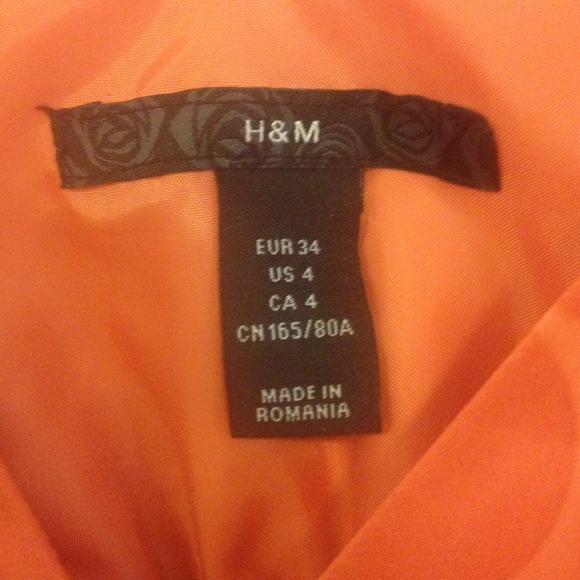 H&M
EUR 34
US 4
CA 4
CN 165/80A
MADE IN
ROMANIA